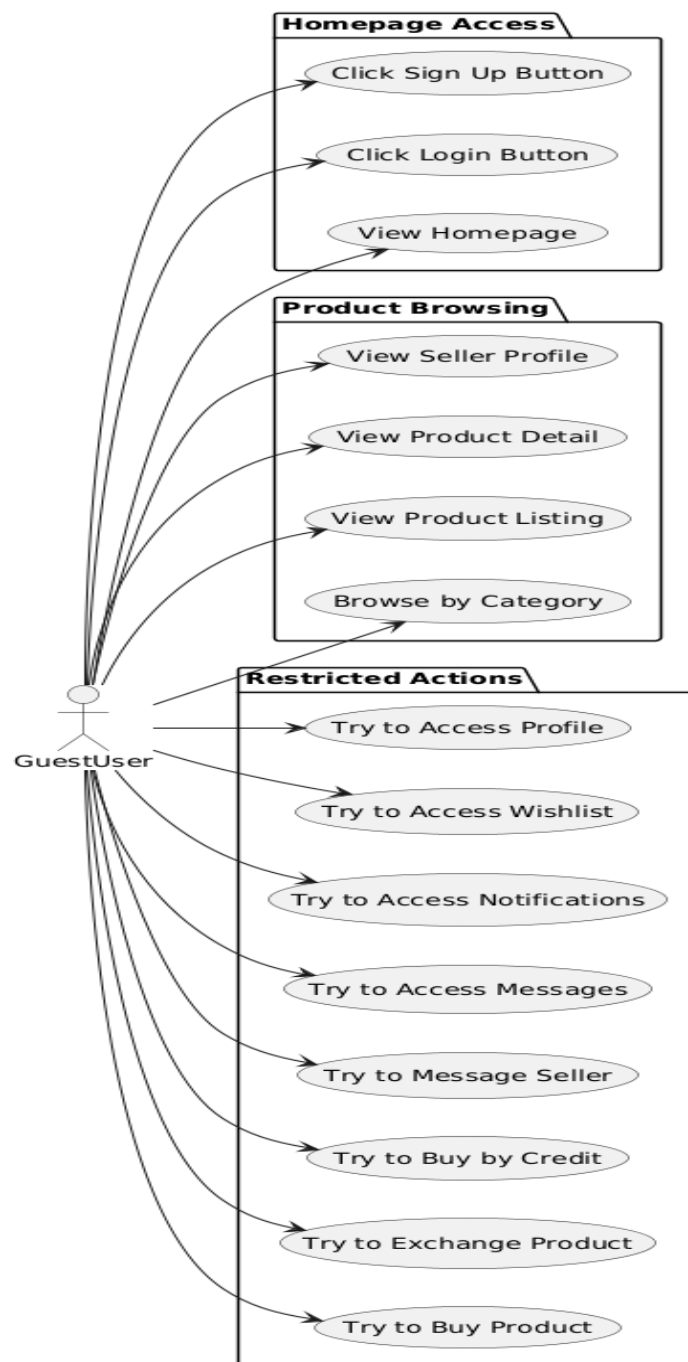 Homepage Access
Click Sign Up Button
Click Login Button
View Homepage
Product Browsing
View Seller Profile
View Product Detail
View Product Listing
Browse by Category
Restricted Actions
Try to Access Profile
GuestUser
Try to Access Wishlist
Try to Access Notifications
Try to Access Messages
Try to Message Seller
Try to Buy by Credit
Try to Exchange Product
Try to Buy Product